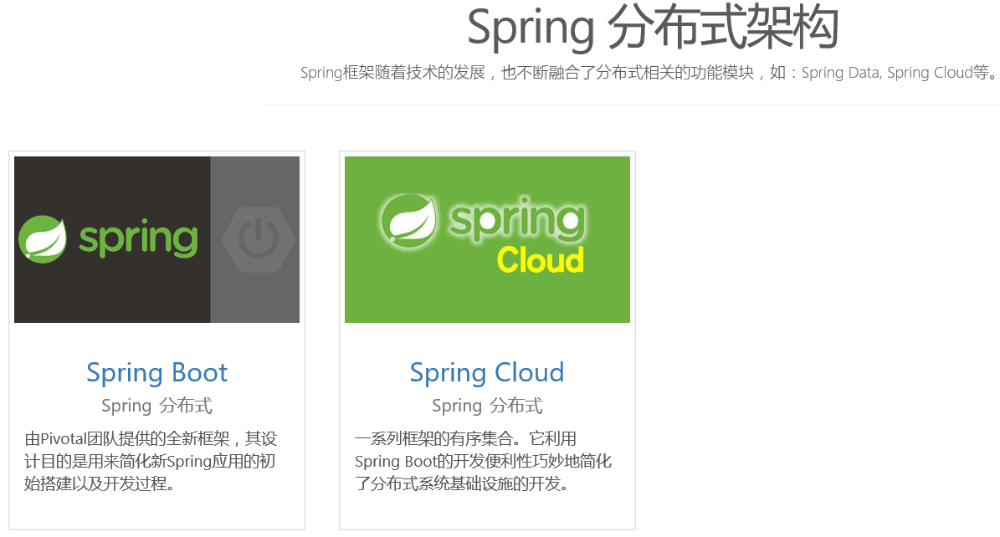 Spring 分布式架构
Spring框架随着技术的发展，也不断融合了分布式相关的功能模块，如：Spring Data, Spring Cloud等。
spring
spring
Cloud
Spring Boot
Spring 分布式
由Pivotal团队提供的全新框架，其设
计目的是用来简化新Spring应用的初
始搭建以及开发过程。
Spring Cloud
Spring 分布式
一系列框架的有序集合。它利用
Spring Boot的开发便利性巧妙地简化
了分布式系统基础设施的开发。